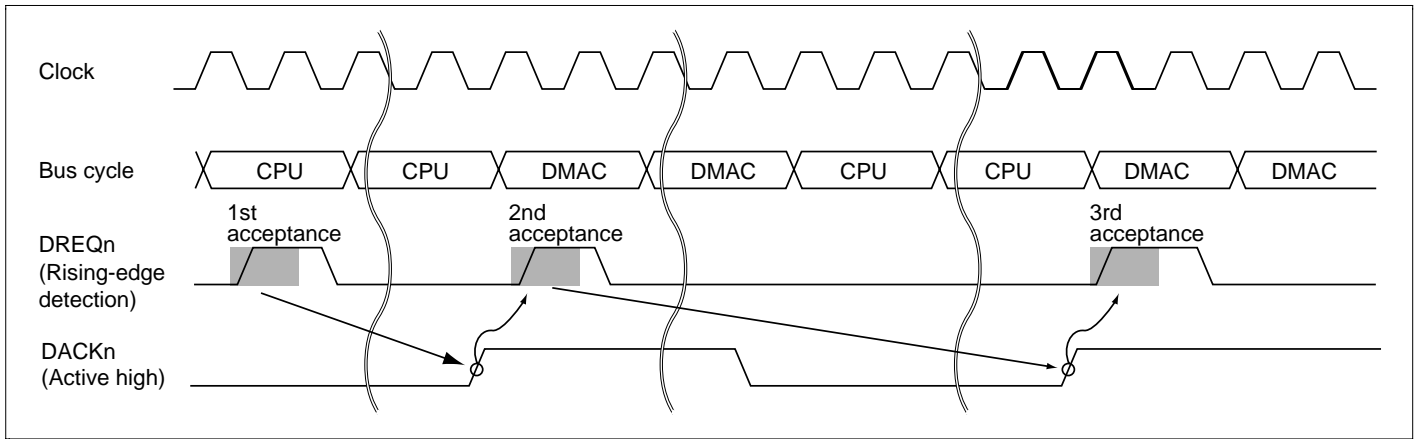 Clock
Bus cycle
CPU CPU DMAC DMAC CPU CPU DMAC DMAC
1st
acceptance
2nd
acceptance
3rd
acceptance
DREQn
(Rising-edge
detection)
DACKn
(Active high)